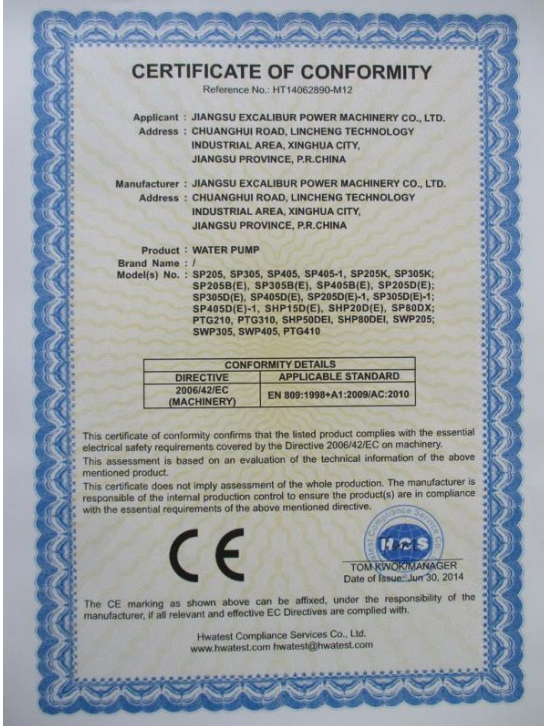 CERTIFICATE OF CONFORMITY
Reference No.: HT14062890-M12
Applicant : JIANGSU EXCALIBUR POWER MACHINERY CO., LTD.
Address : CHUANGHUI ROAD, LINCHENG TECHNOLOGY
INDUSTRIAL AREA, XINGHUA CITY,
JIANGSU PROVINCE, P.R.CHINA
Manufacturer : JIANGSU EXCALIBUR POWER MACHINERY CO., LTD.
Address : CHUANGHUI ROAD, LINCHENG TECHNOLOGY
INDUSTRIAL AREA, XINGHUA CITY,
JIANGSU PROVINCE, P.R.CHINA
Product : WATER PUMP
Brand Name : /
Model(s) No. : SP205, SP305, SP405, SP405-1, SP205K, SP305K;
SP205B(E), SP305B(E), SP405B(E), SP205D(E);
SP305D(E), SP405D(E), SP205D(E)-1, SP305D(E)-1;
SP405D(E)-1, SHP15D(E), SHP20D(E), SP80DX;
PTG210, PTG310, SHP50DEI, SHP80DEI, SWP205;
SWP305, SWP405, PTG410
CONFORMITY DETAILS
DIRECTIVE APPLICABLE STANDARD
2006/42/EC
(MACHINERY) EN 809:1998+A1:2009/AC:2010
This certificate of conformity confirms that the listed product complies with the essential
electrical safety requirements covered by the Directive 2006/42/EC on machinery.
This assessment is based on an evaluation of the technical information of the above
mentioned product.
This certificate does not imply assessment of the whole production. The manufacturer is
responsible of the internal production control to ensure the product(s) are in compliance
with the essential requirements of the above mentioned directive.
CE
Hwatest Compliance Service Co.
TOM KWOK/MANAGER
Date of Issue: Jun 30, 2014
The CE marking as shown above can be affixed, under the responsibility of the
manufacturer, if all relevant and effective EC Directives are complied with.
Hwatest Compliance Services Co., Ltd.
www.hwatest.com hwatest@hwatest.com